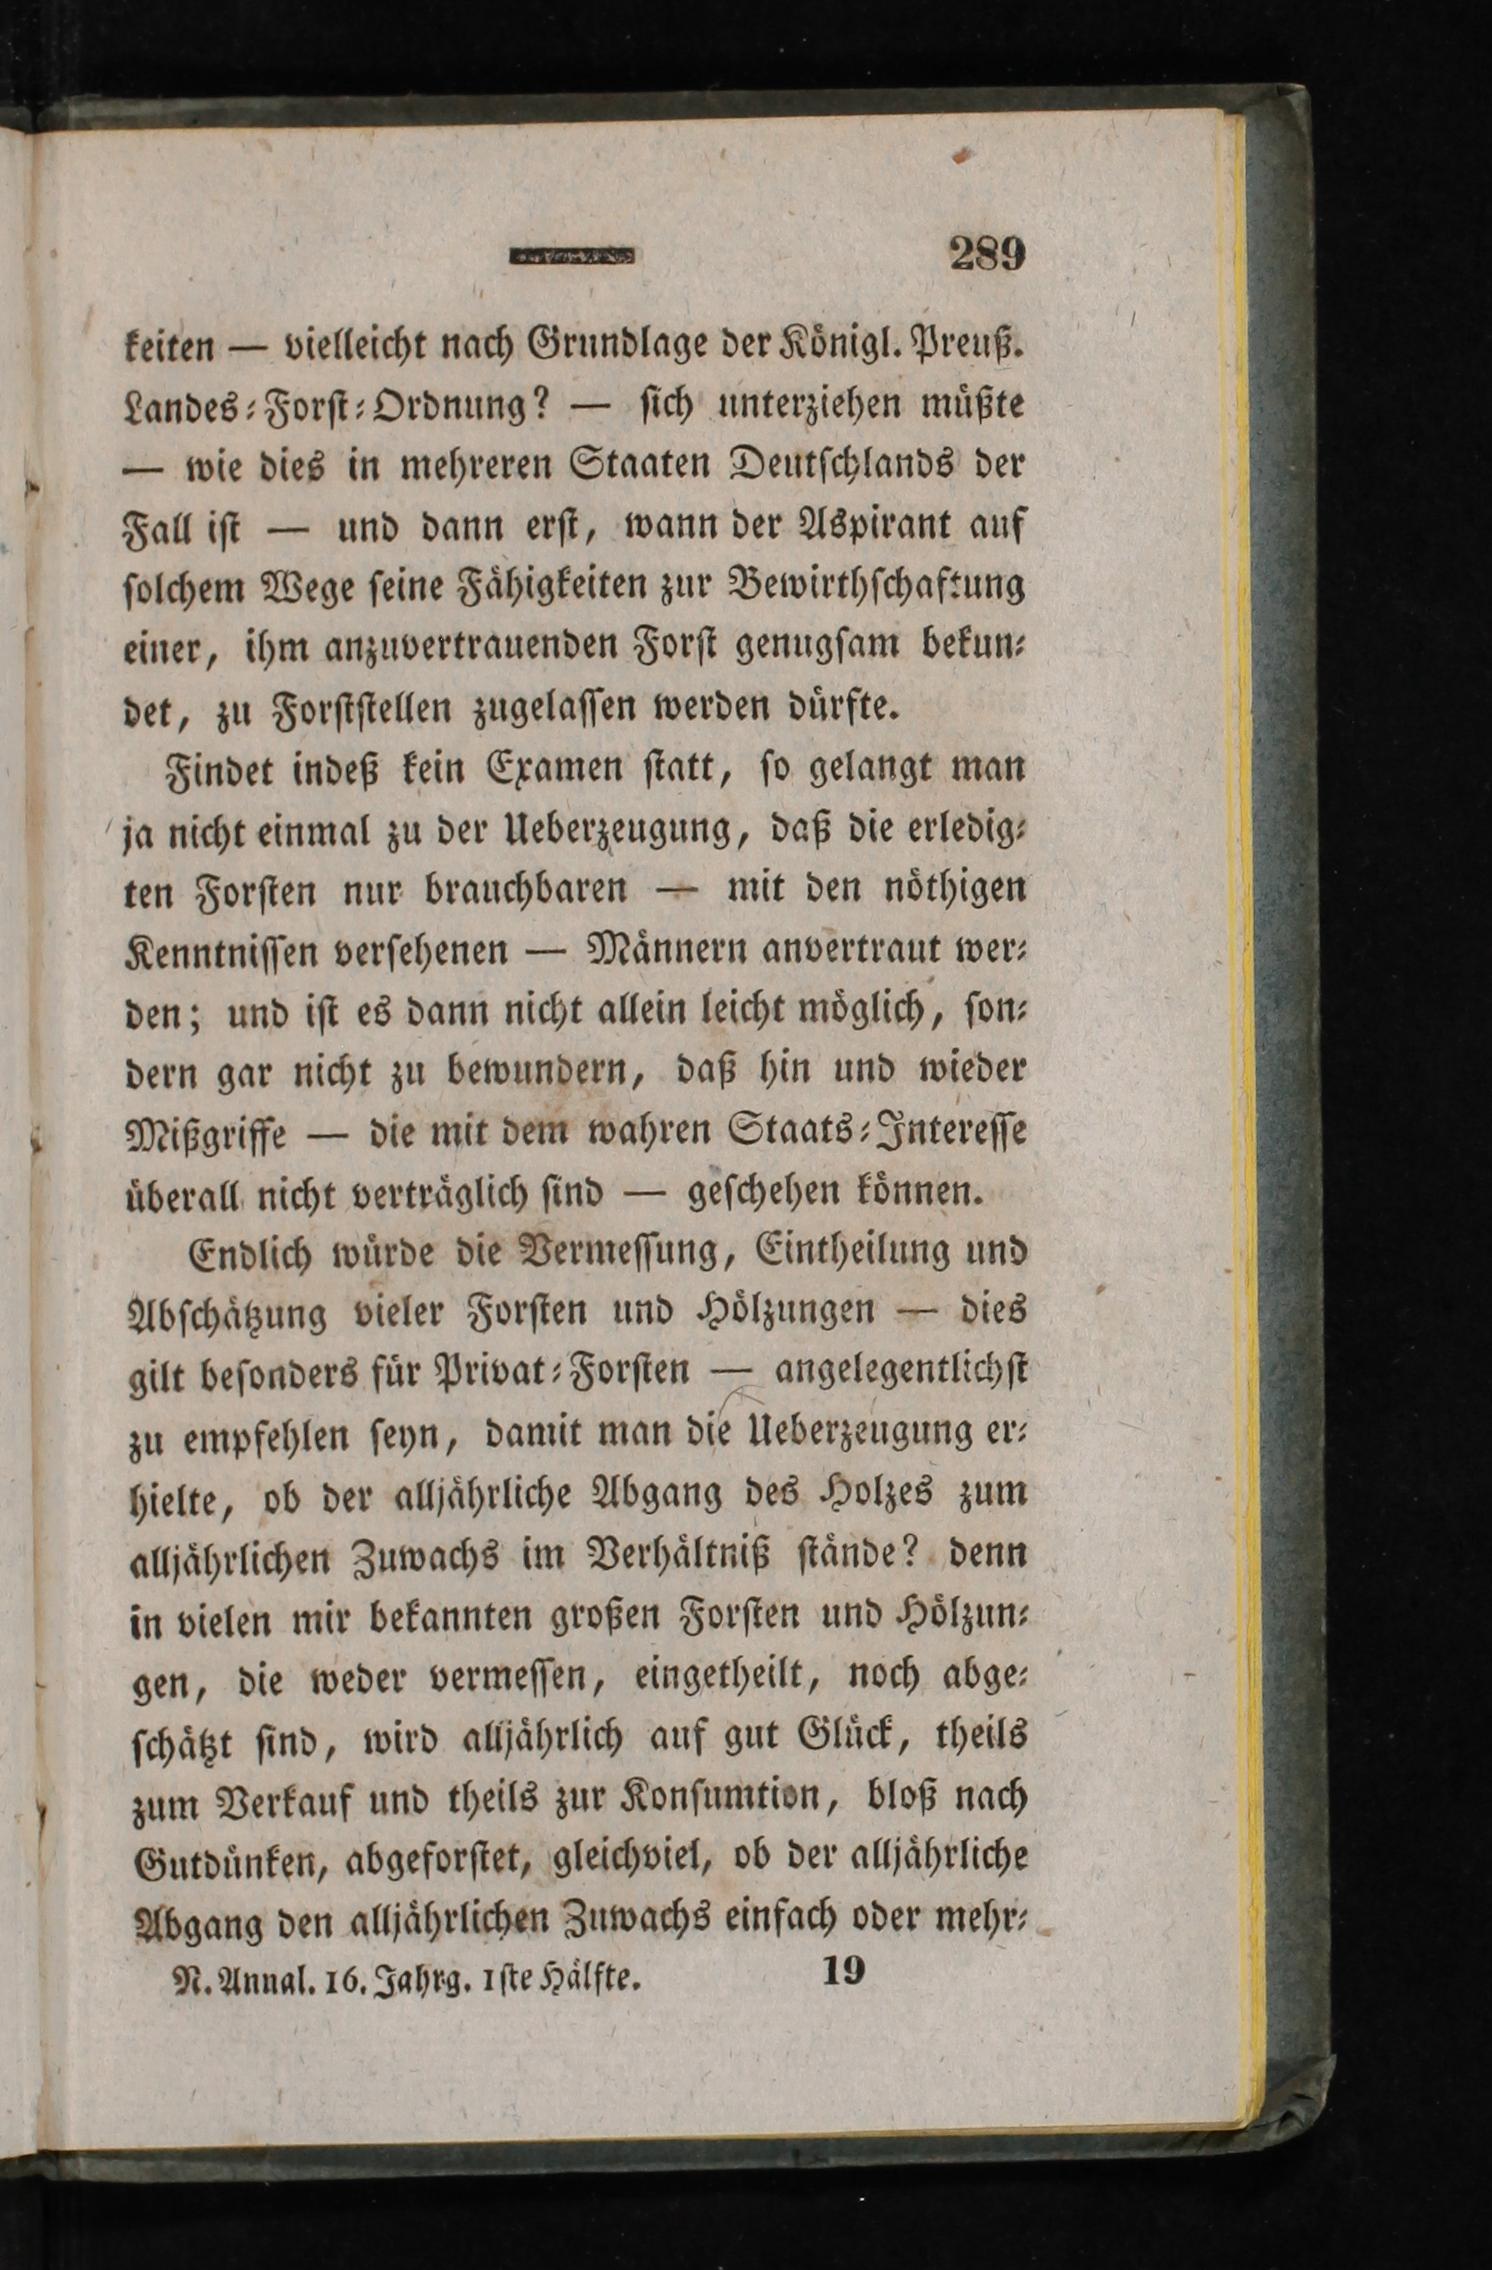 289
keiten — vielleicht nach Grundlage der Königl. Preuß.
Landes-Forst-Ordnung? — sich unterziehen müßte
— wie dies in mehreren Staaten Deutschlands der
Fall ist — und dann erst, wann der Aspirant auf
solchem Wege seine Fähigkeiten zur Bewirthschaftung
einer, ihm anzuvertrauenden Forst genugsam bekun-
det, zu Forststellen zugelassen werden dürfte.
Findet indeß kein Examen statt, so gelangt man
ja nicht einmal zu der Ueberzeugung, daß die erledig-
ten Forsten nur brauchbaren — mit den nöthigen
Kenntnissen versehenen — Männern anvertraut wer-
den; und ist es dann nicht allein leicht möglich, son-
dern gar nicht zu bewundern, daß hin und wieder
Mißgriffe — die mit dem wahren Staats-Interesse
überall nicht verträglich sind — geschehen können.
Endlich würde die Vermessung, Eintheilung und
Abschätzung vieler Forsten und Hölzungen — dies
gilt besonders für Privat-Forsten — angelegentlichst
zu empfehlen seyn, damit man die Ueberzeugung er-
hielte, ob der alljährliche Abgang des Holzes zum
alljährlichen Zuwachs im Verhältniß stände? denn
in vielen mir bekannten großen Forsten und Hölzun-
gen, die weder vermessen, eingetheilt, noch abge-
schätzt sind, wird alljährlich auf gut Glück, theils
zum Verkauf und theils zur Konsumtion, bloß nach
Gutdünken, abgeforstet, gleichviel, ob der alljährliche
Abgang den alljährlichen Zuwachs einfach oder mehr-
N. Annal. 16. Jahrg. 1ste Hälfte. 19